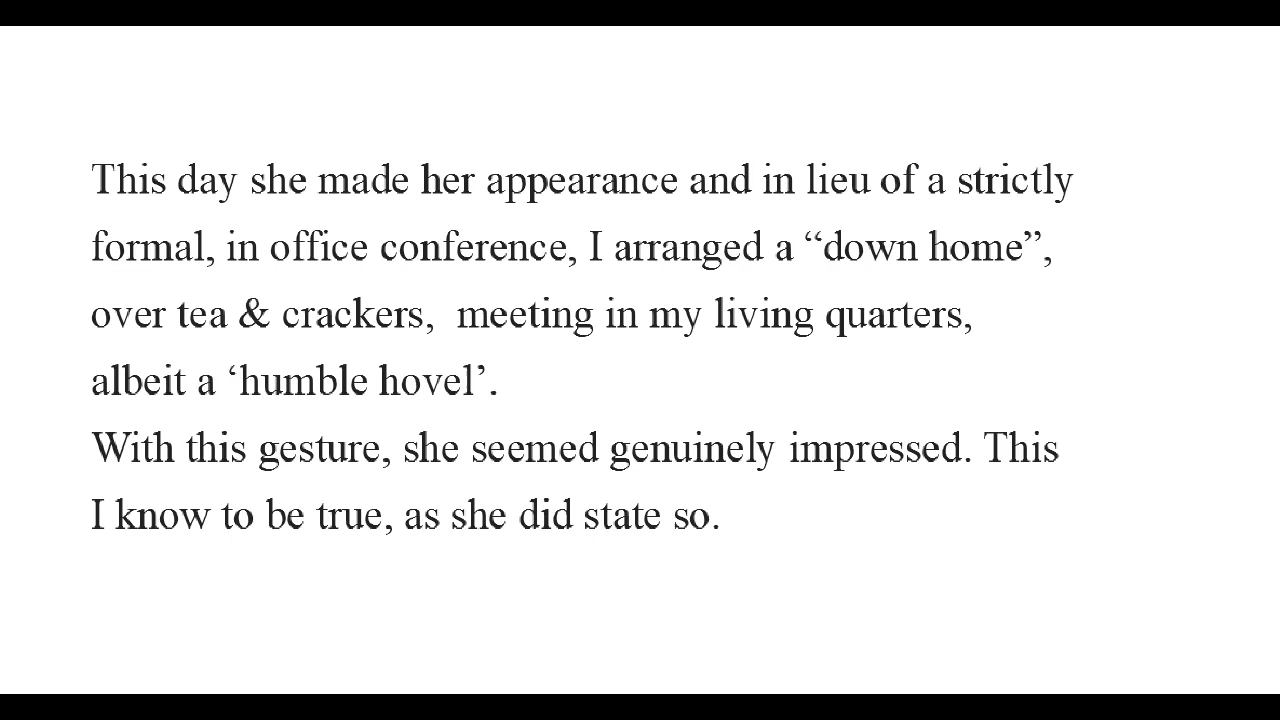 This day she made her appearance and in lieu of a strictly
formal, in office conference, I arranged a “down home”,
over tea & crackers,  meeting in my living quarters,
albeit a ‘humble hovel’.
With this gesture, she seemed genuinely impressed. This
I know to be true, as she did state so.